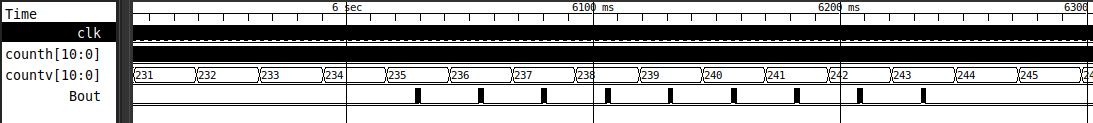 Time
6 sec 6100 ms 6200 ms 6300
clk
counth[10:0]
countv[10:0] 231 232 233 234 235 236 237 238 239 240 241 242 243 244 245
Bout